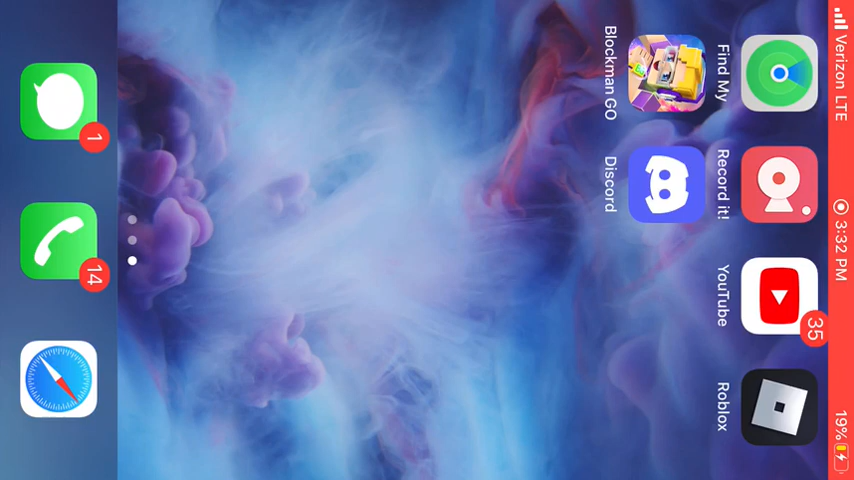 Verizon LTE 3:32 PM 19%
35
Find My Record it! YouTube Roblox
Blockman GO Discord
1 14